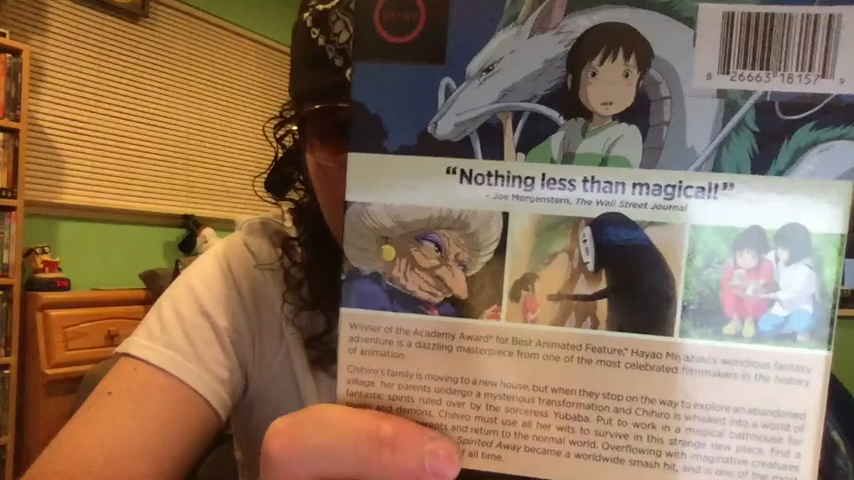 8 26663 18157 9
"Nothing less than magical!"
- Joe Morgenstern, The Wall Street Journal
Winner of the Academy Award® for Best Animated Feature,* Hayao Miyazaki's wondrous fantasy
adventure is a dazzling masterpiece from one of the most celebrated filmmakers in the history
of animation.
Chihiro's family is moving to a new house, but when they stop on the way to explore an abandoned
village, her parents undergo a mysterious transformation and Chihiro is whisked into a world of
fantastic spirits ruled over by the sorceress Yubaba. Put to work in a magical bathhouse for
and demons, Chihiro must use all her wits to survive in this strange new place, find a
and return to the normal world. Overflowing with imaginative creatures
Spirited Away became a worldwide smash hit, and is one of the most
all time.